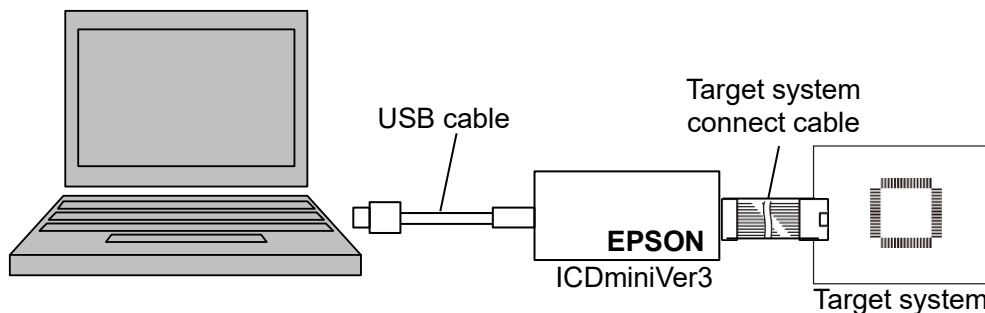 USB cable
Target system
connect cable
EPSON
ICDminiVer3
Target system